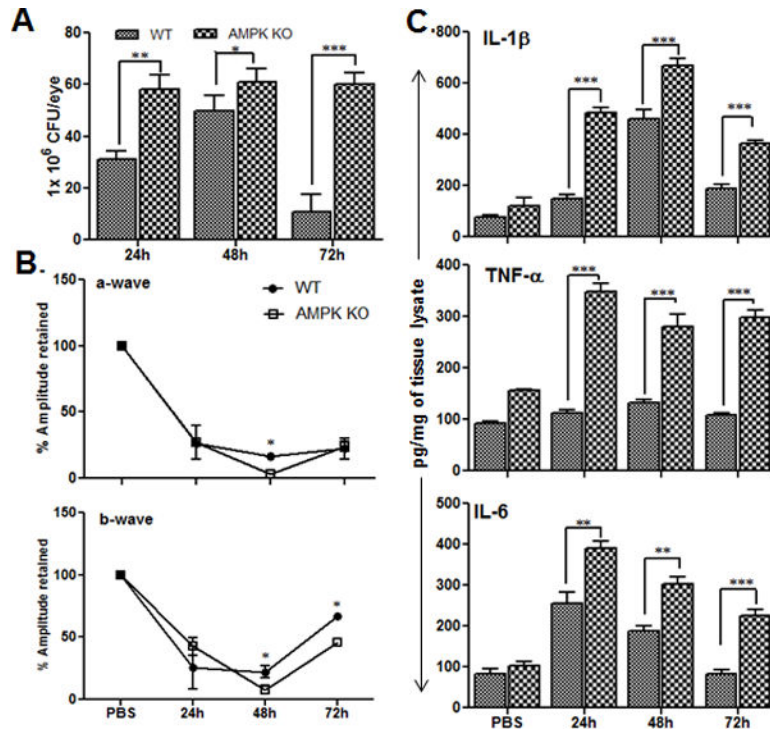 A
WT AMPK KO
1x 10⁶ CFU/eye
80
60
40
20
0
** * ***
24h 48h 72h
B.
a-wave
WT
AMPK KO
% Amplitude retained
150
100
50
0
*
b-wave
% Amplitude retained
150
100
50
0
* *
PBS 24h 48h 72h
C.
pg/mg of tissue lysate
IL-1β
800
600
400
200
0
*** *** ***
TNF-α
400
300
200
100
0
*** *** ***
IL-6
500
400
300
200
100
0
** ** ***
PBS 24h 48h 72h